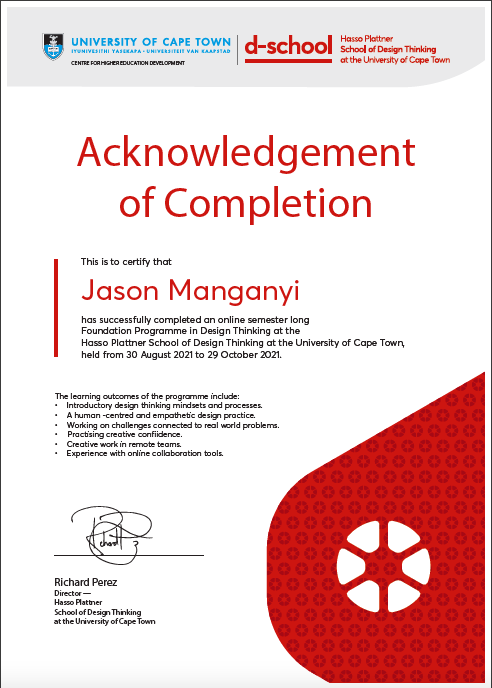 UNIVERSITY OF CAPE TOWN
IYUNIVESITHI YASEKAPA • UNIVERSITEIT VAN KAAPSTAD
CENTRE FOR HIGHER EDUCATION DEVELOPMENT
d-school
Hasso Plattner
School of Design Thinking
at the University of Cape Town
Acknowledgement
of Completion
This is to certify that
Jason Manganyi
has successfully completed an online semester long
Foundation Programme in Design Thinking at the
Hasso Plattner School of Design Thinking at the University of Cape Town,
held from 30 August 2021 to 29 October 2021.
The learning outcomes of the programme include:
• Introductory design thinking mindsets and processes.
• A human -centred and empathetic design practice.
• Working on challenges connected to real world problems.
• Practising creative confiidence.
• Creative work in remote teams.
• Experience with online collaboration tools.
Richard Perez
Director —
Hasso Plattner
School of Design Thinking
at the University of Cape Town